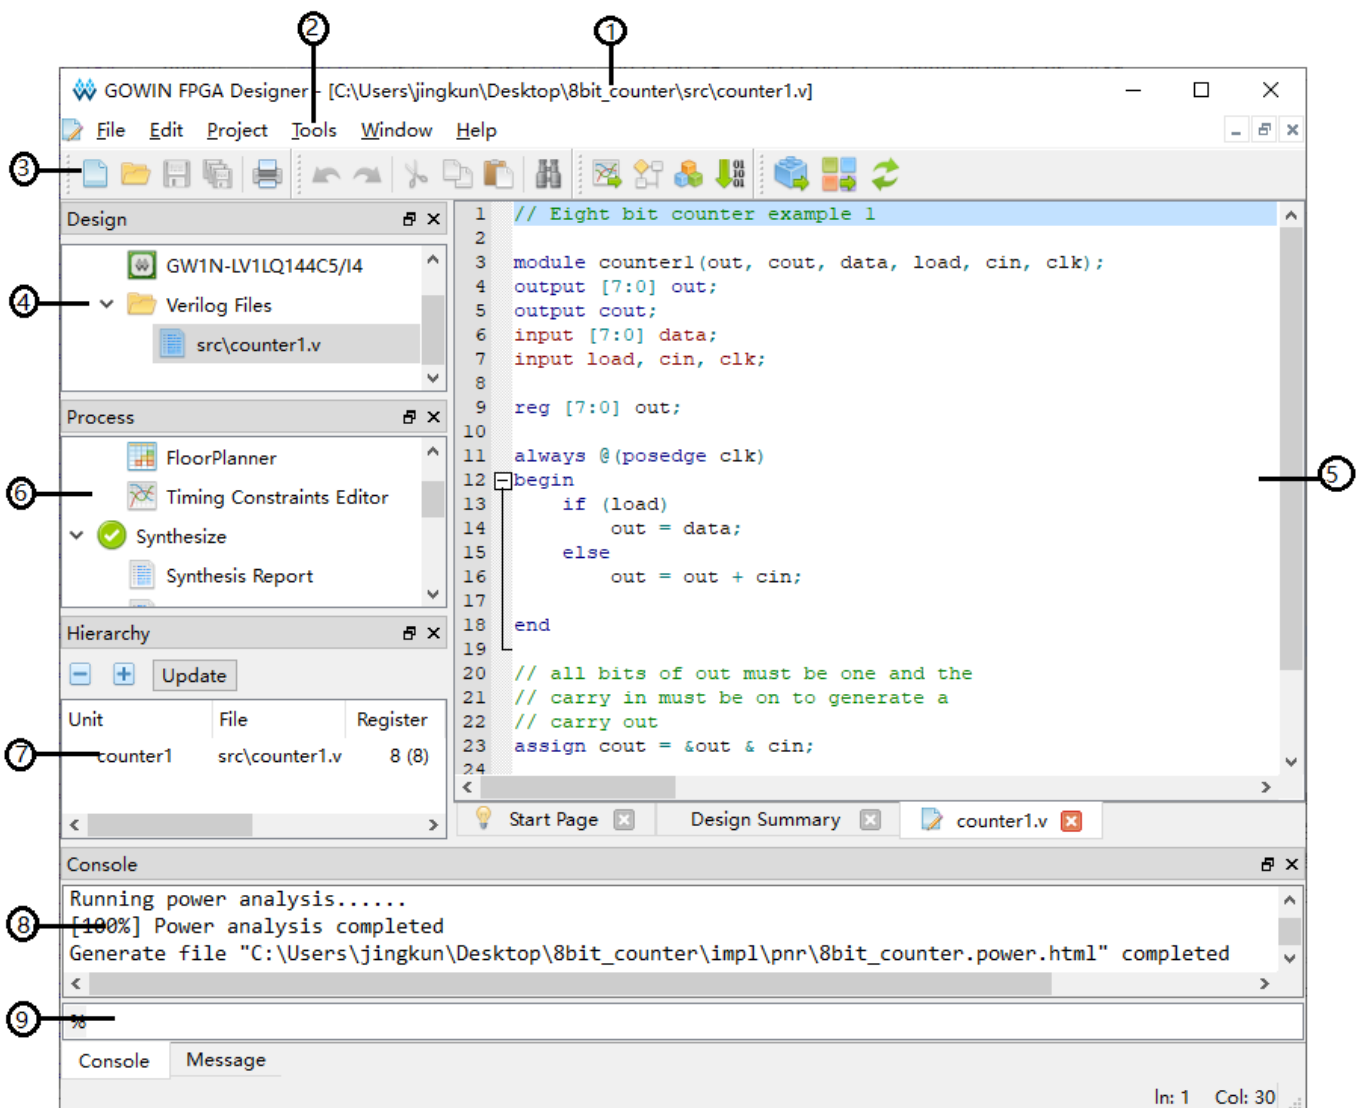 ② ①
GOWIN FPGA Designer - [C:\Users\jingkun\Desktop\8bit_counter\src\counter1.v]
File Edit Project Tools Window Help
③
Design
GW1N-LV1LQ144C5/I4
④ Verilog Files
src\counter1.v
Process
FloorPlanner
⑥ Timing Constraints Editor
Synthesize
Synthesis Report
Hierarchy
Update
Unit File Register
⑦ counter1 src\counter1.v 8 (8)
1 // Eight bit counter example 1
2
3 module counter1(out, cout, data, load, cin, clk);
4 output [7:0] out;
5 output cout;
6 input [7:0] data;
7 input load, cin, clk;
8
9 reg [7:0] out;
10
11 always @(posedge clk)
12 begin
13 if (load)
14 out = data;
15 else
16 out = out + cin;
17
18 end
19
20 // all bits of out must be one and the
21 // carry in must be on to generate a
22 // carry out
23 assign cout = &out & cin;
24
⑤
Start Page Design Summary counter1.v
Console
Running power analysis......
⑧ [100%] Power analysis completed
Generate file "C:\Users\jingkun\Desktop\8bit_counter\impl\pnr\8bit_counter.power.html" completed
⑨ %
Console Message
ln: 1 Col: 30